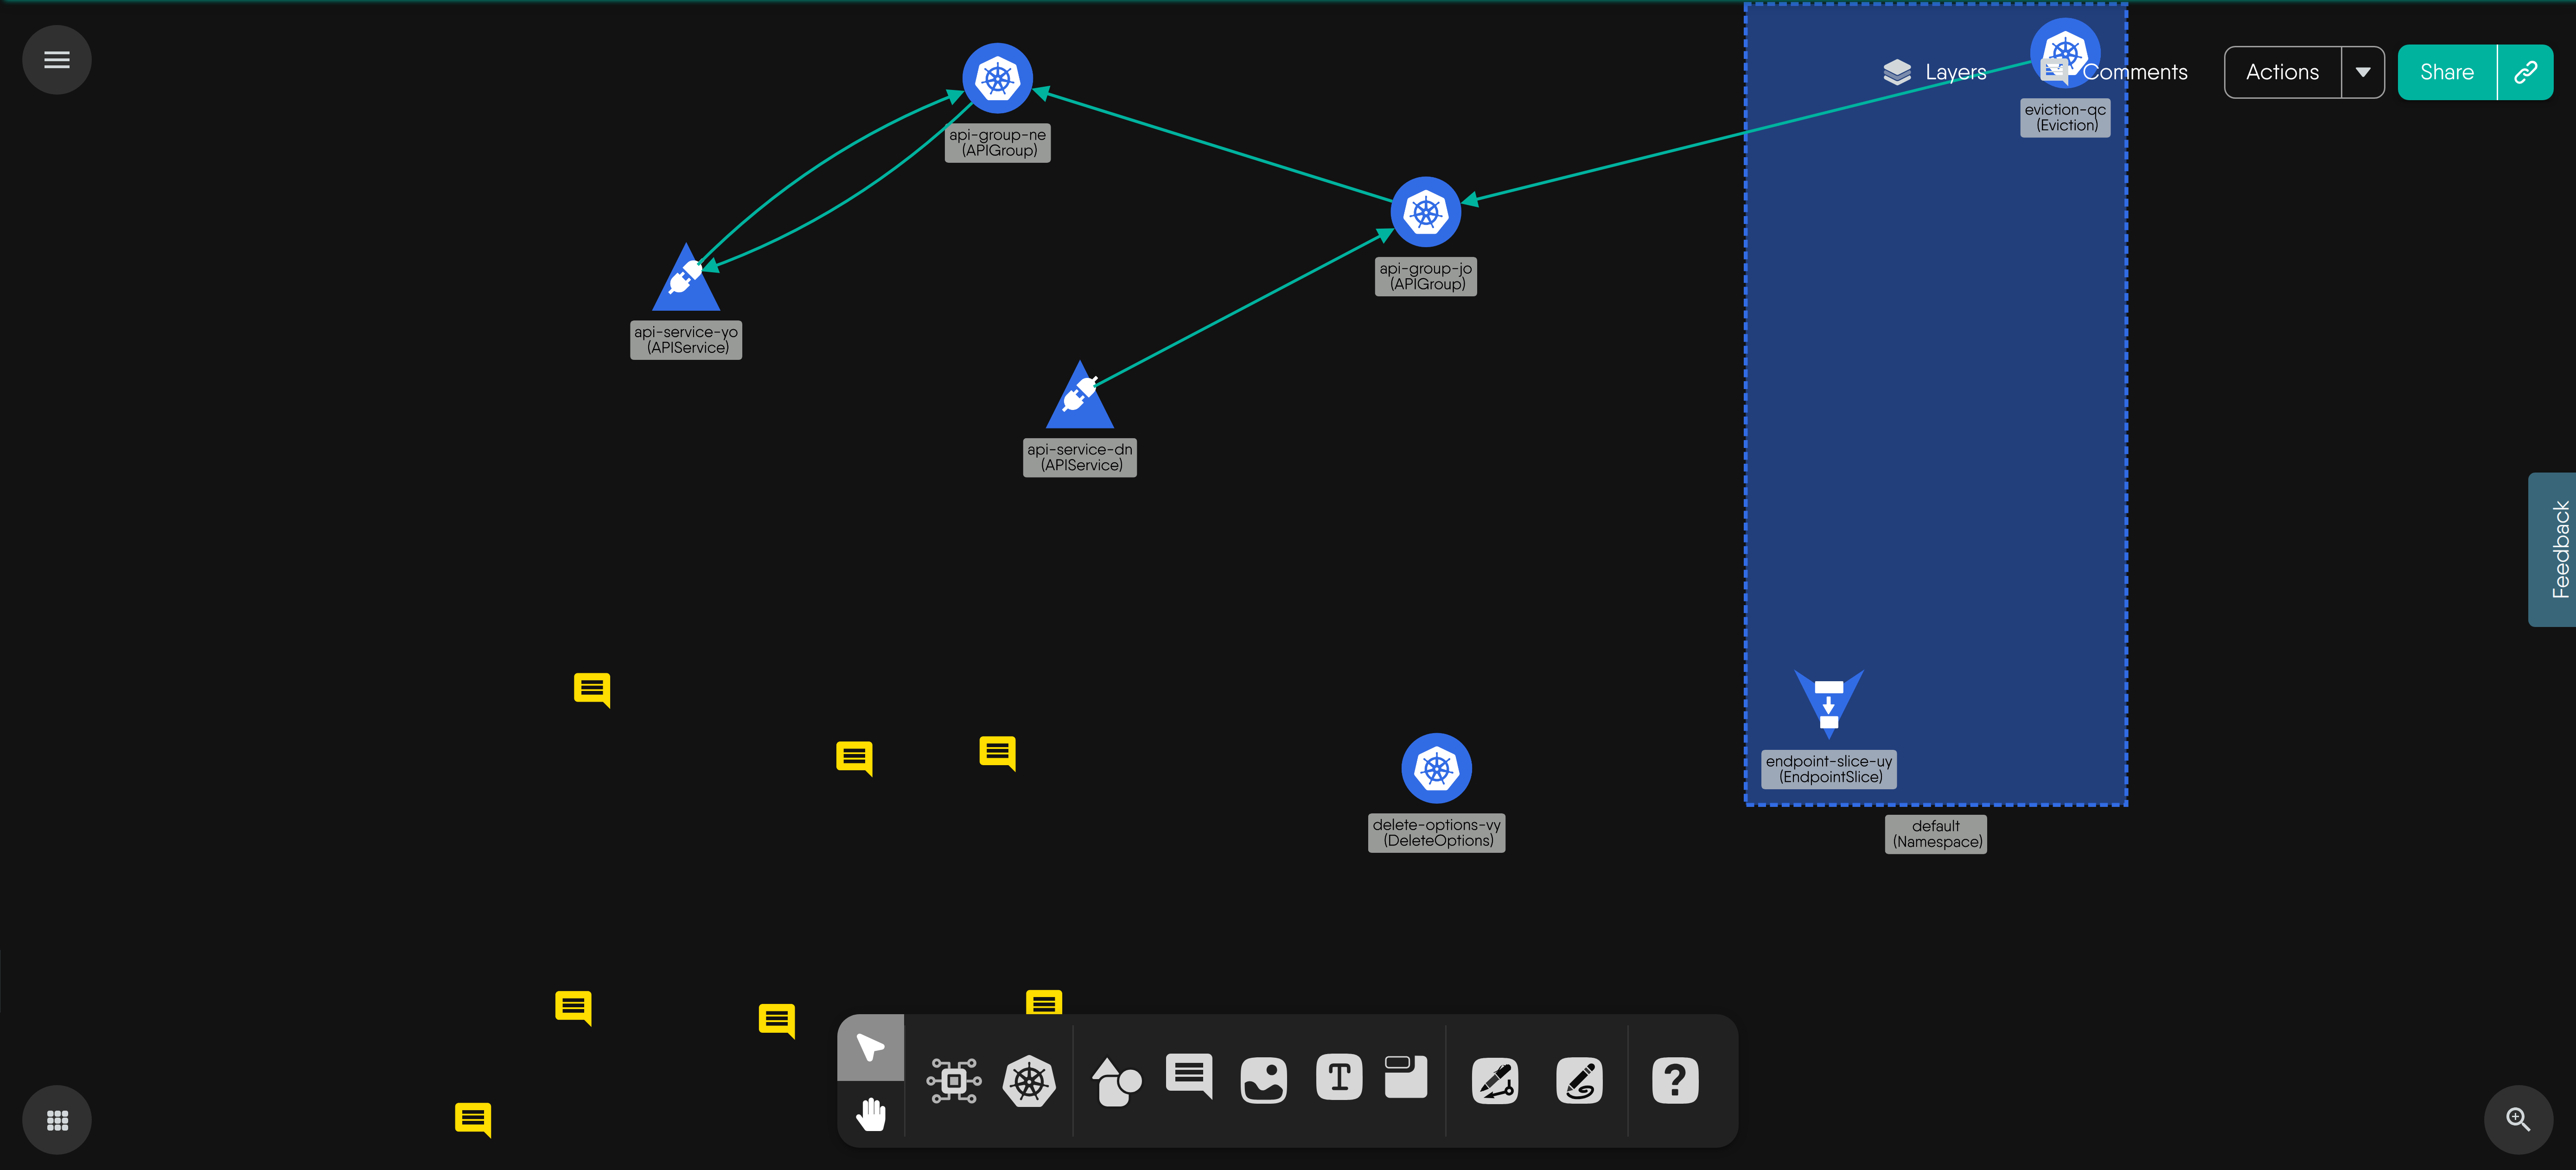 Layers
Comments
Actions
Share
eviction-qc
(Eviction)
api-group-ne
(APIGroup)
api-group-jo
(APIGroup)
api-service-yo
(APIService)
api-service-dn
(APIService)
Feedback
endpoint-slice-uy
(EndpointSlice)
delete-options-vy
(DeleteOptions)
default
(Namespace)
T
?